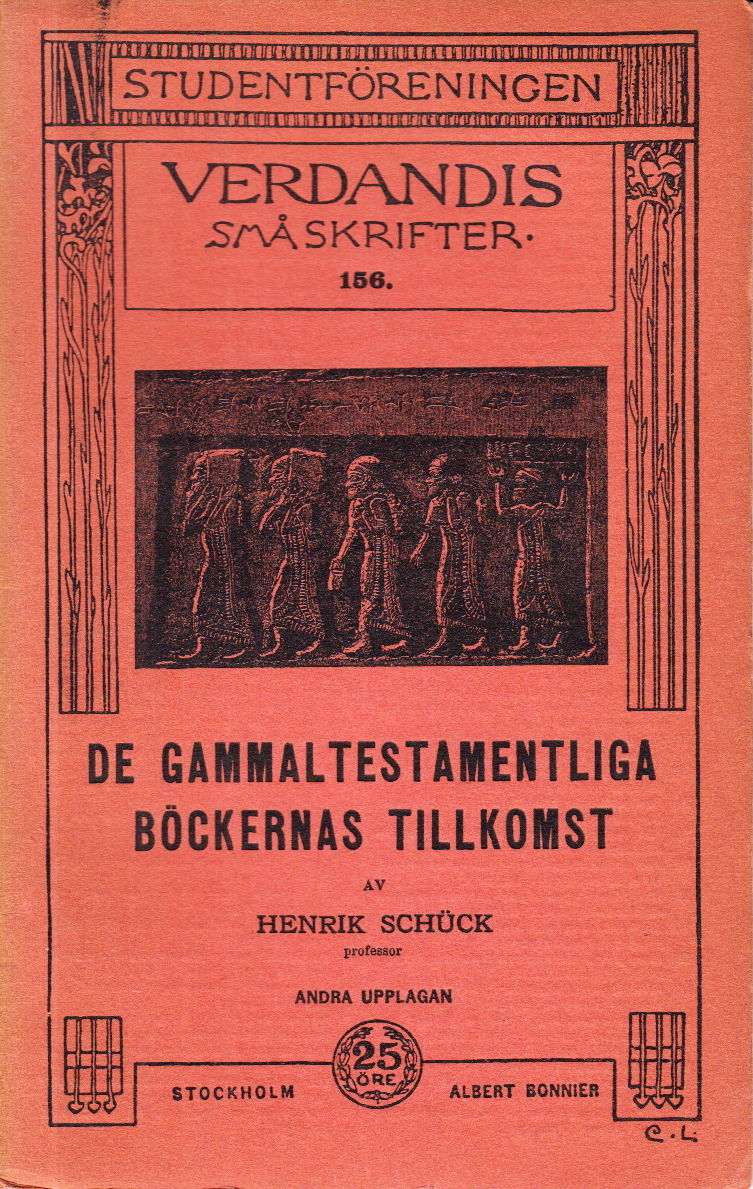 STUDENTFÖRENINGEN
VERDANDIS
SMÅSKRIFTER.
156.
DE GAMMALTESTAMENTLIGA
BÖCKERNAS TILLKOMST
AV
HENRIK SCHÜCK
professor
ANDRA UPPLAGAN
25
ÖRE
STOCKHOLM ALBERT BONNIER
C.L.